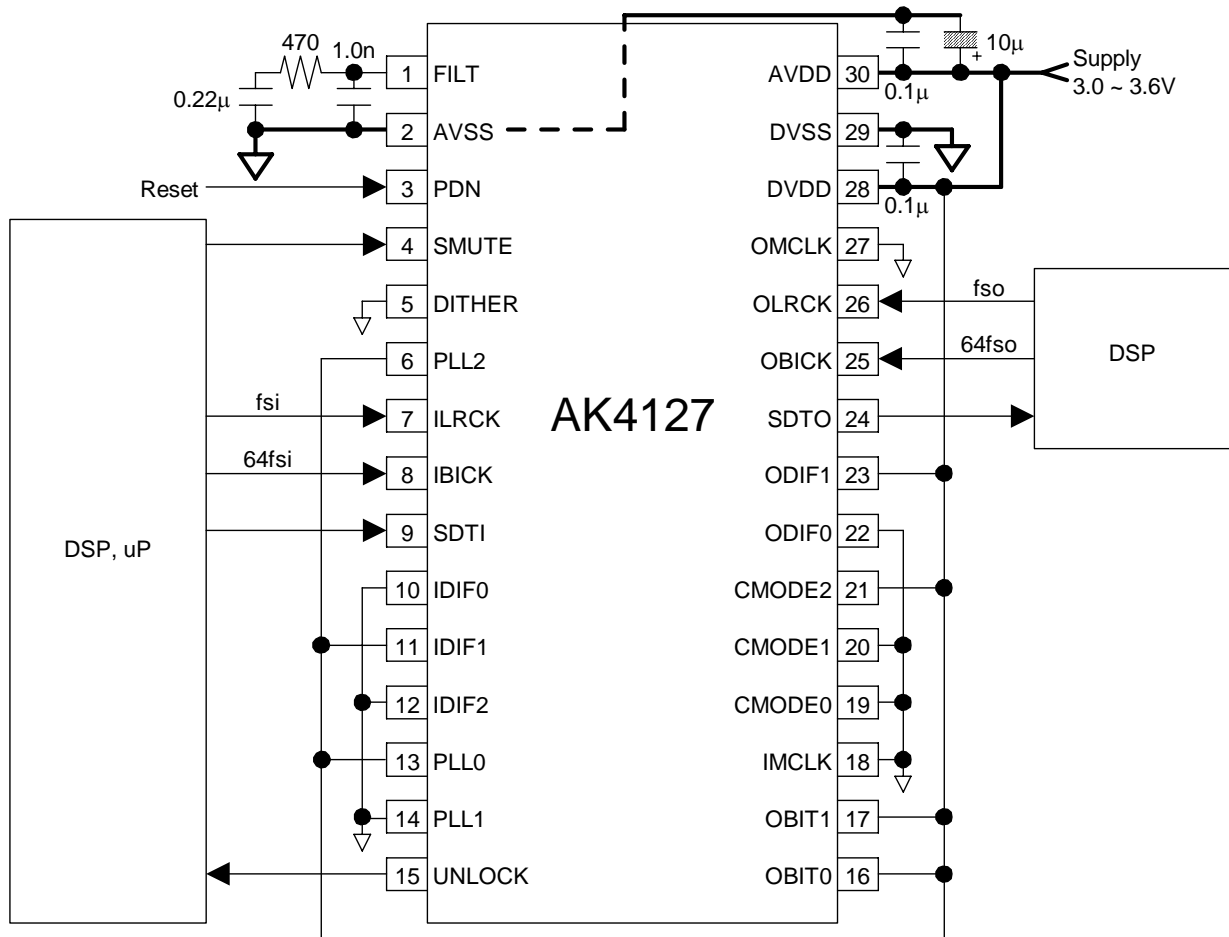 470
1.0n
0.22μ
1 FILT
2 AVSS
Reset
3 PDN
4 SMUTE
5 DITHER
6 PLL2
fsi
7 ILRCK
64fsi
8 IBICK
9 SDTI
DSP, uP
10 IDIF0
11 IDIF1
12 IDIF2
13 PLL0
14 PLL1
15 UNLOCK
AK4127
10μ
+
Supply
3.0 ~ 3.6V
AVDD 30
0.1μ
DVSS 29
DVDD 28
0.1μ
OMCLK 27
fso
OLRCK 26
64fso
OBICK 25
DSP
SDTO 24
ODIF1 23
ODIF0 22
CMODE2 21
CMODE1 20
CMODE0 19
IMCLK 18
OBIT1 17
OBIT0 16